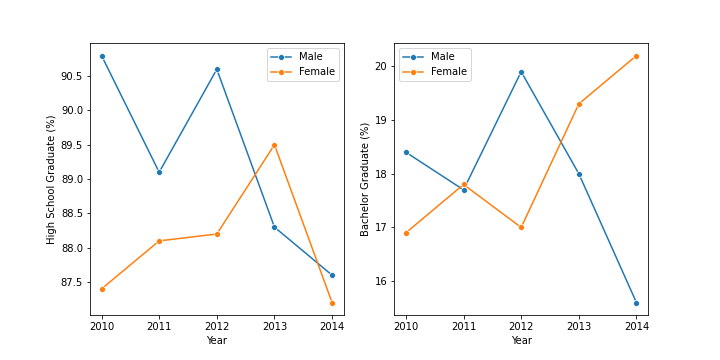 High School Graduate (%)
90.5
90.0
89.5
89.0
88.5
88.0
87.5
Male
Female
2010 2011 2012 2013 2014
Year
Bachelor Graduate (%)
20
19
18
17
16
Male
Female
2010 2011 2012 2013 2014
Year